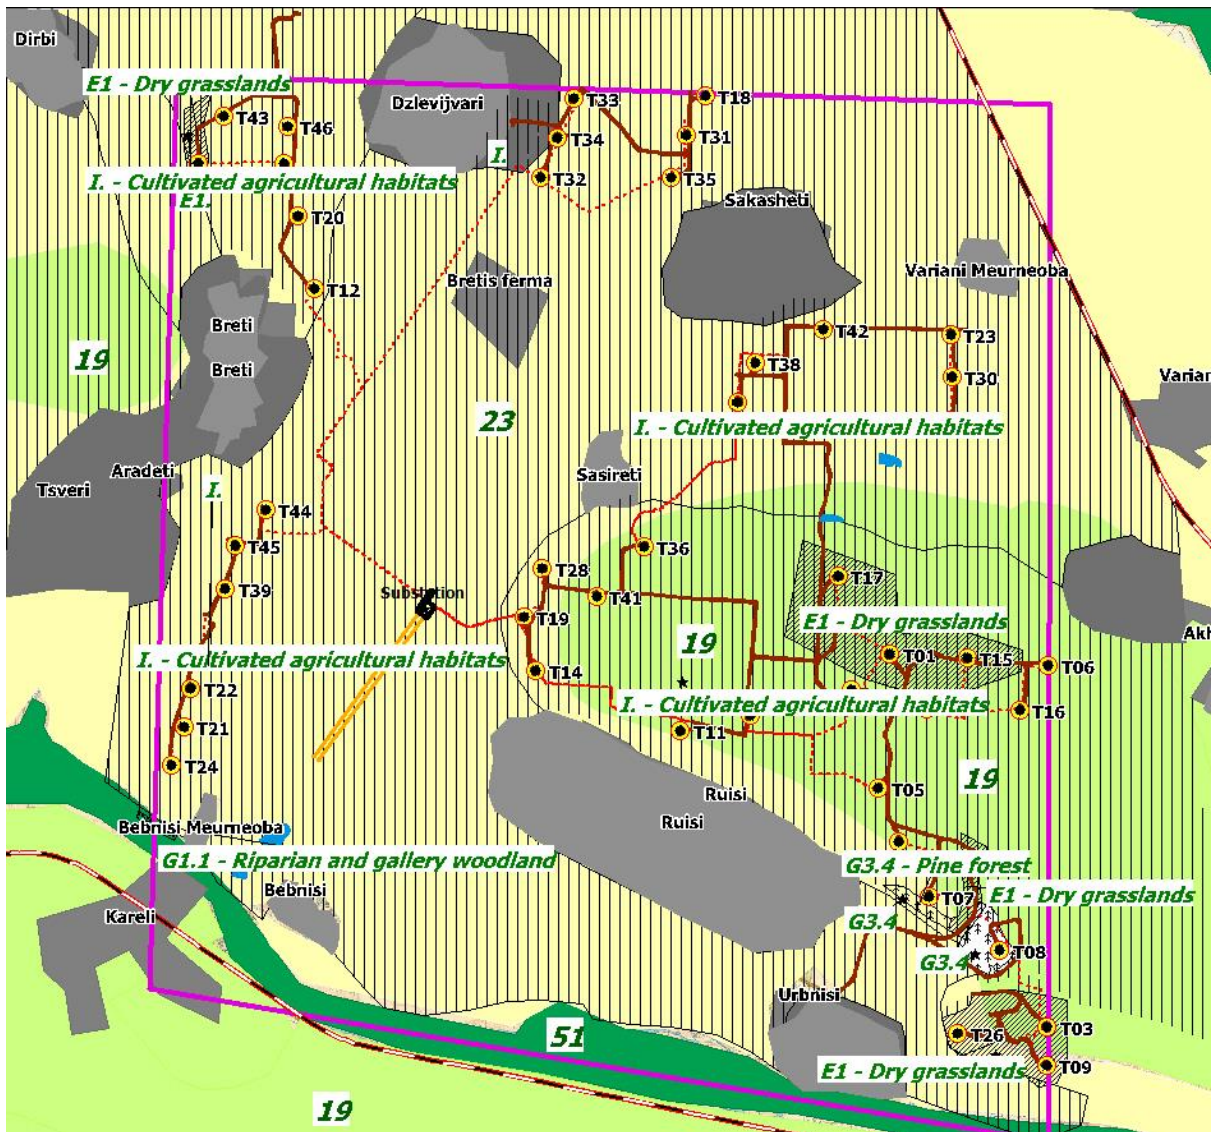 Dirbi
E1 - Dry grasslands
Dzlevijvari
T33
T18
T43
T46
T34
T31
I.
I. - Cultivated agricultural habitats
T32
T35
E1.
Sakasheti
T20
Variani Meurneoba
Bretis ferma
T12
Breti
T42
T23
19
Breti
T38
T30
Varian
23
I. - Cultivated agricultural habitats
Aradeti
Sasireti
Tsveri
I.
T44
T45
T36
T28
T17
T39
Substation
T41
T19
E1 - Dry grasslands
Akh
19
T01
T15
T06
I. - Cultivated agricultural habitats
T14
T22
I. - Cultivated agricultural habitats
T16
T21
T11
T24
19
T05
Ruisi
Bebnisi Meurneoba
Ruisi
G1.1 - Riparian and gallery woodland
G3.4 - Pine forest
Bebnisi
T07
E1 - Dry grasslands
Kareli
G3.4
T08
G3.4
Urbnisi
51
T26
T03
E1 - Dry grasslands
T09
19